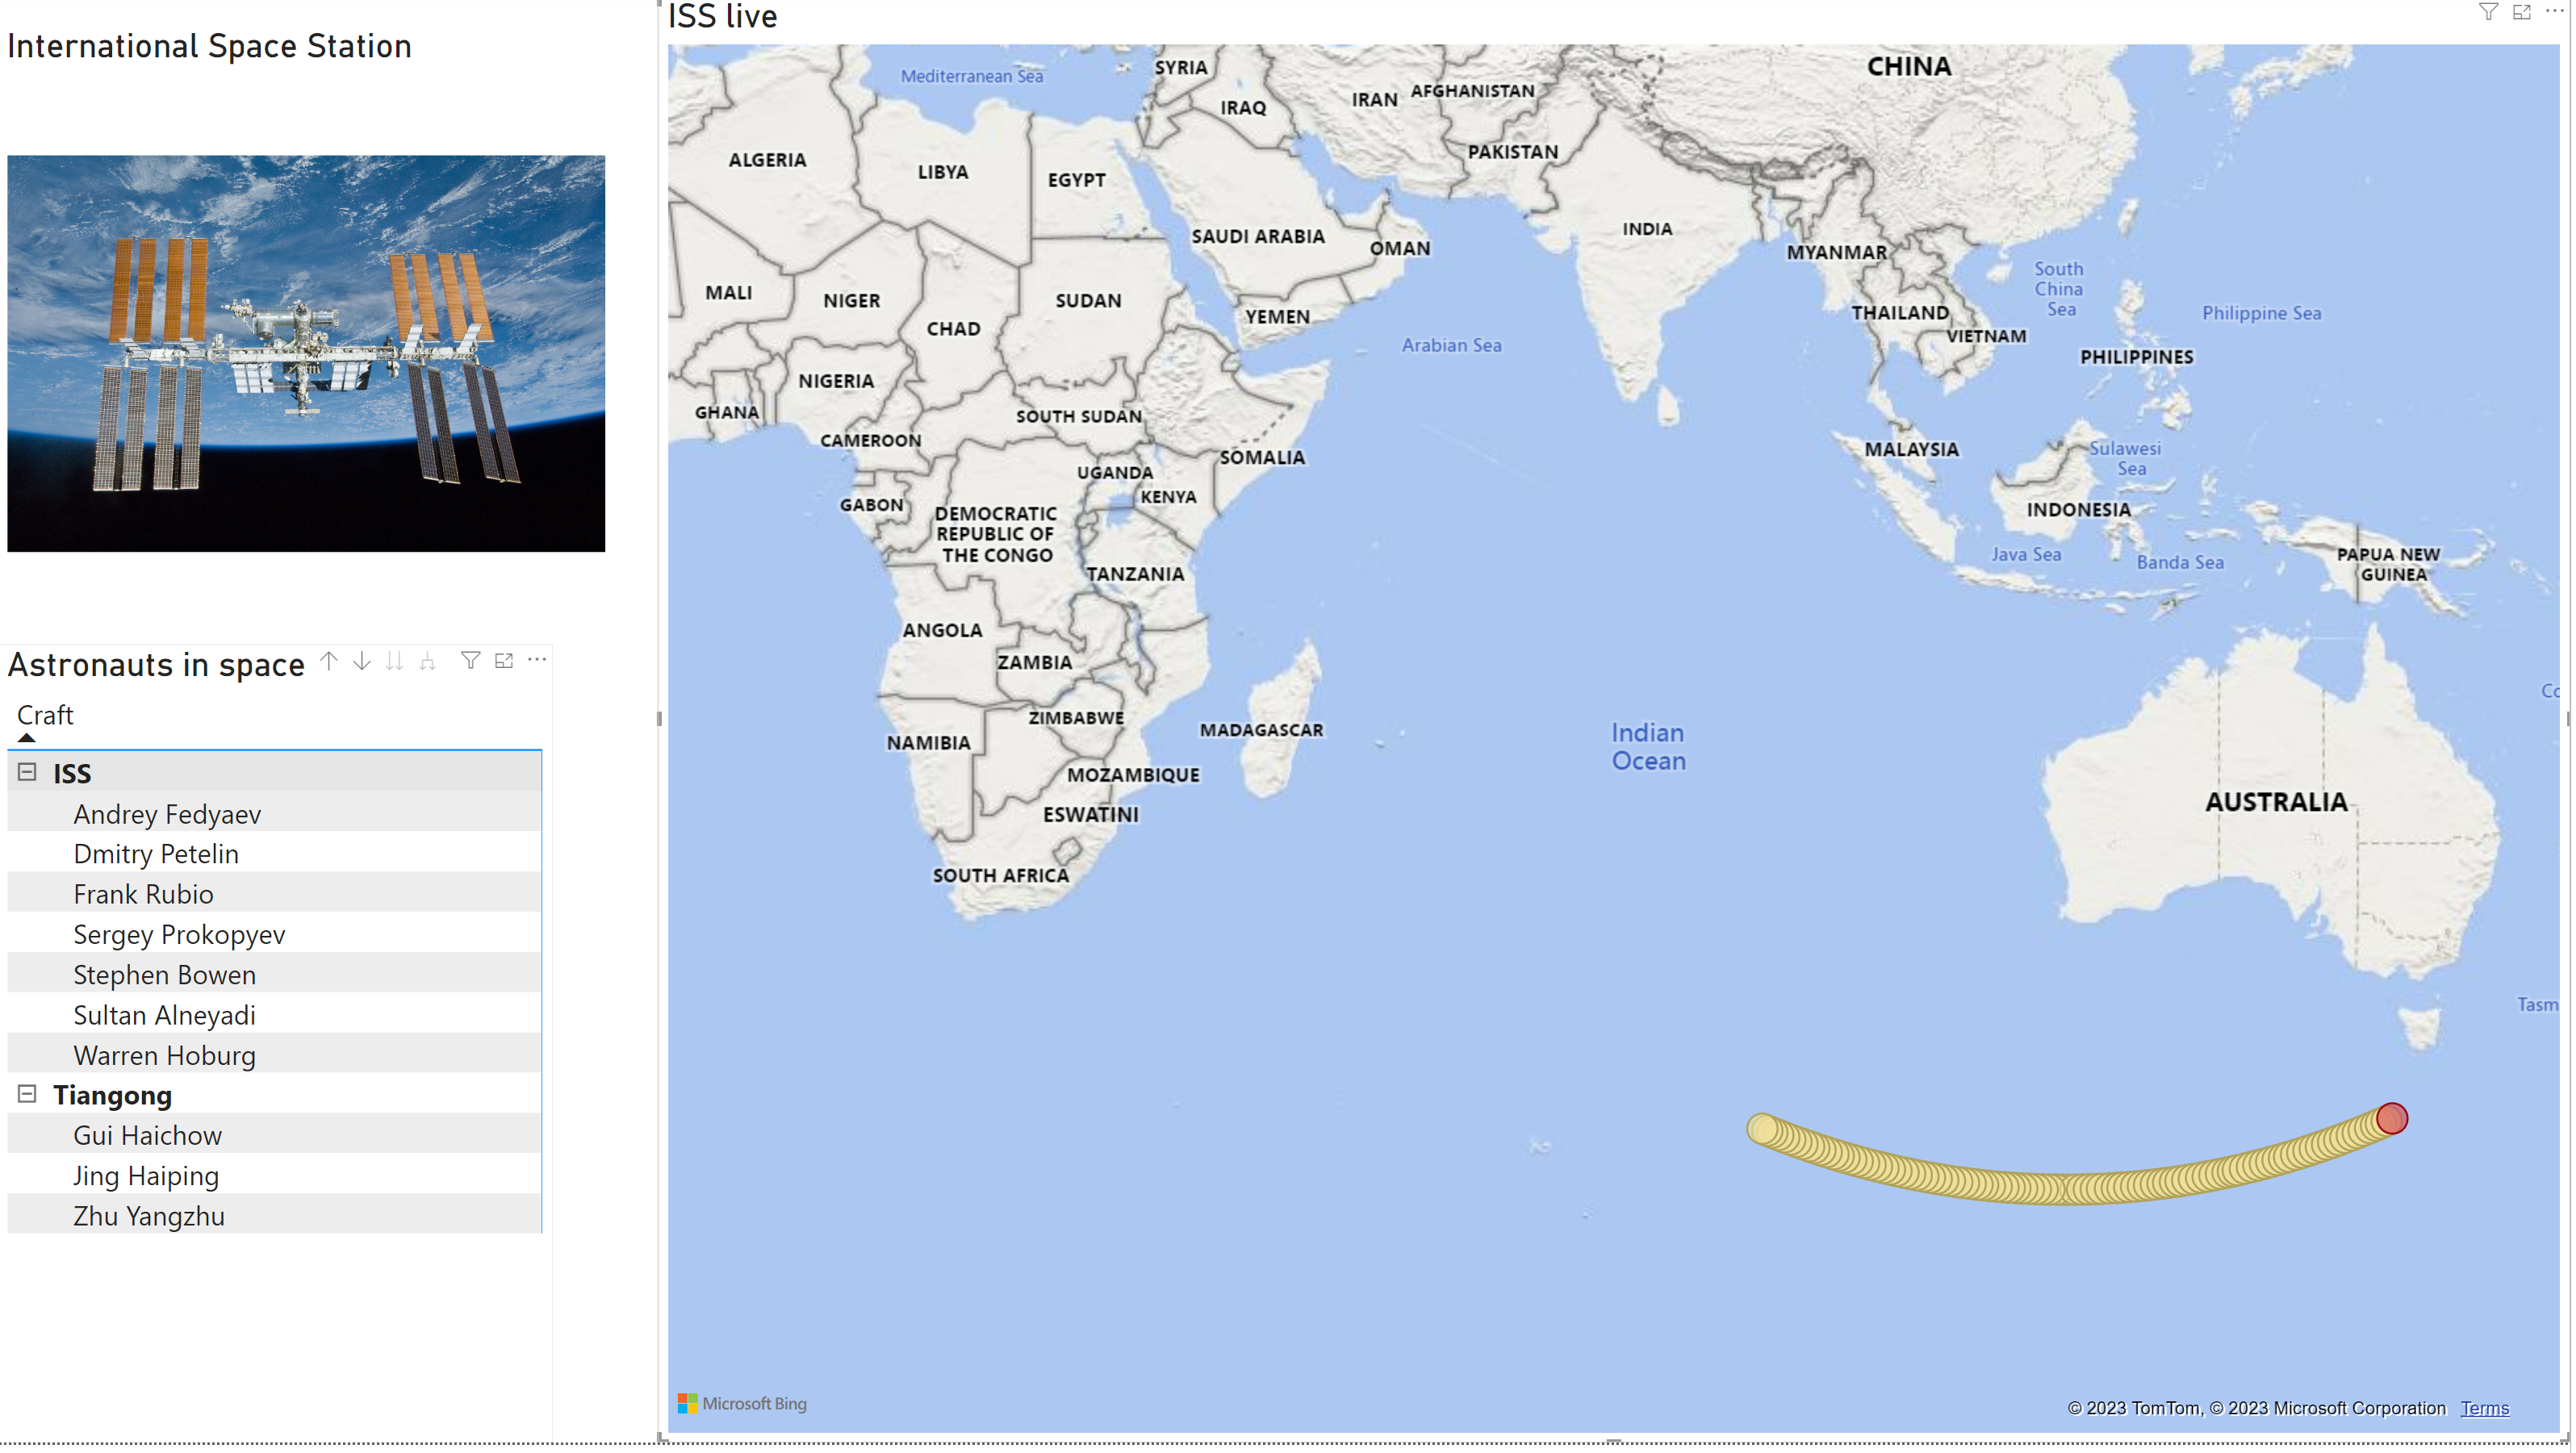 International Space Station
Astronauts in space
Craft
ISS
Andrey Fedyaev
Dmitry Petelin
Frank Rubio
Sergey Prokopyev
Stephen Bowen
Sultan Alneyadi
Warren Hoburg
Tiangong
Gui Haichow
Jing Haiping
Zhu Yangzhu
ISS live
SYRIA
CHINA
Mediterranean Sea
IRAQ
IRAN
AFGHANISTAN
ALGERIA
LIBYA
EGYPT
PAKISTAN
SAUDI ARABIA
OMAN
INDIA
MYANMAR
MALI
NIGER
CHAD
SUDAN
YEMEN
Arabian Sea
THAILAND
VIETNAM
South
China
Sea
Philippine Sea
PHILIPPINES
NIGERIA
GHANA
CAMEROON
SOUTH SUDAN
SOMALIA
UGANDA
KENYA
GABON
DEMOCRATIC
REPUBLIC OF
THE CONGO
TANZANIA
MALAYSIA
Sulawesi
Sea
INDONESIA
Java Sea
Banda Sea
PAPUA NEW
GUINEA
ANGOLA
ZAMBIA
ZIMBABWE
NAMIBIA
MADAGASCAR
MOZAMBIQUE
ESWATINI
SOUTH AFRICA
Indian
Ocean
Co
AUSTRALIA
Tasm
Microsoft Bing
© 2023 TomTom, © 2023 Microsoft Corporation Terms